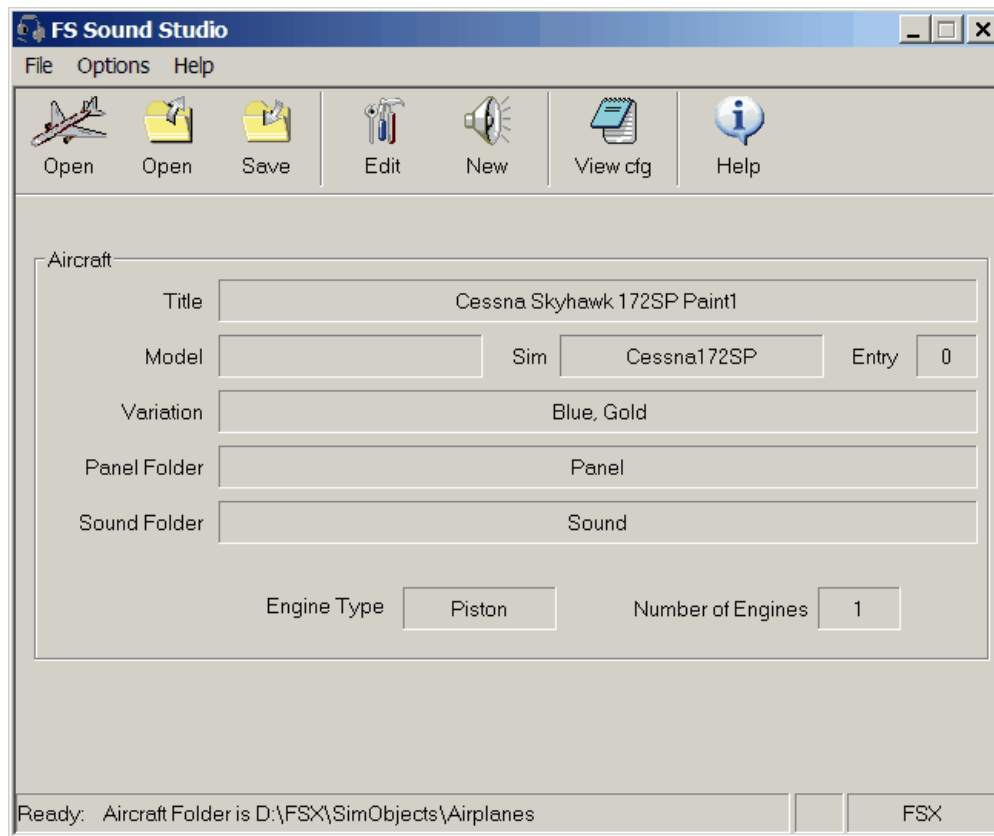 FS Sound Studio
File Options Help
Open Open Save Edit New View cfg Help
Aircraft
Title Cessna Skyhawk 172SP Paint1
Model Sim Cessna172SP Entry 0
Variation Blue, Gold
Panel Folder Panel
Sound Folder Sound
Engine Type Piston Number of Engines 1
Ready: Aircraft Folder is D:\FSX\SimObjects\Airplanes FSX